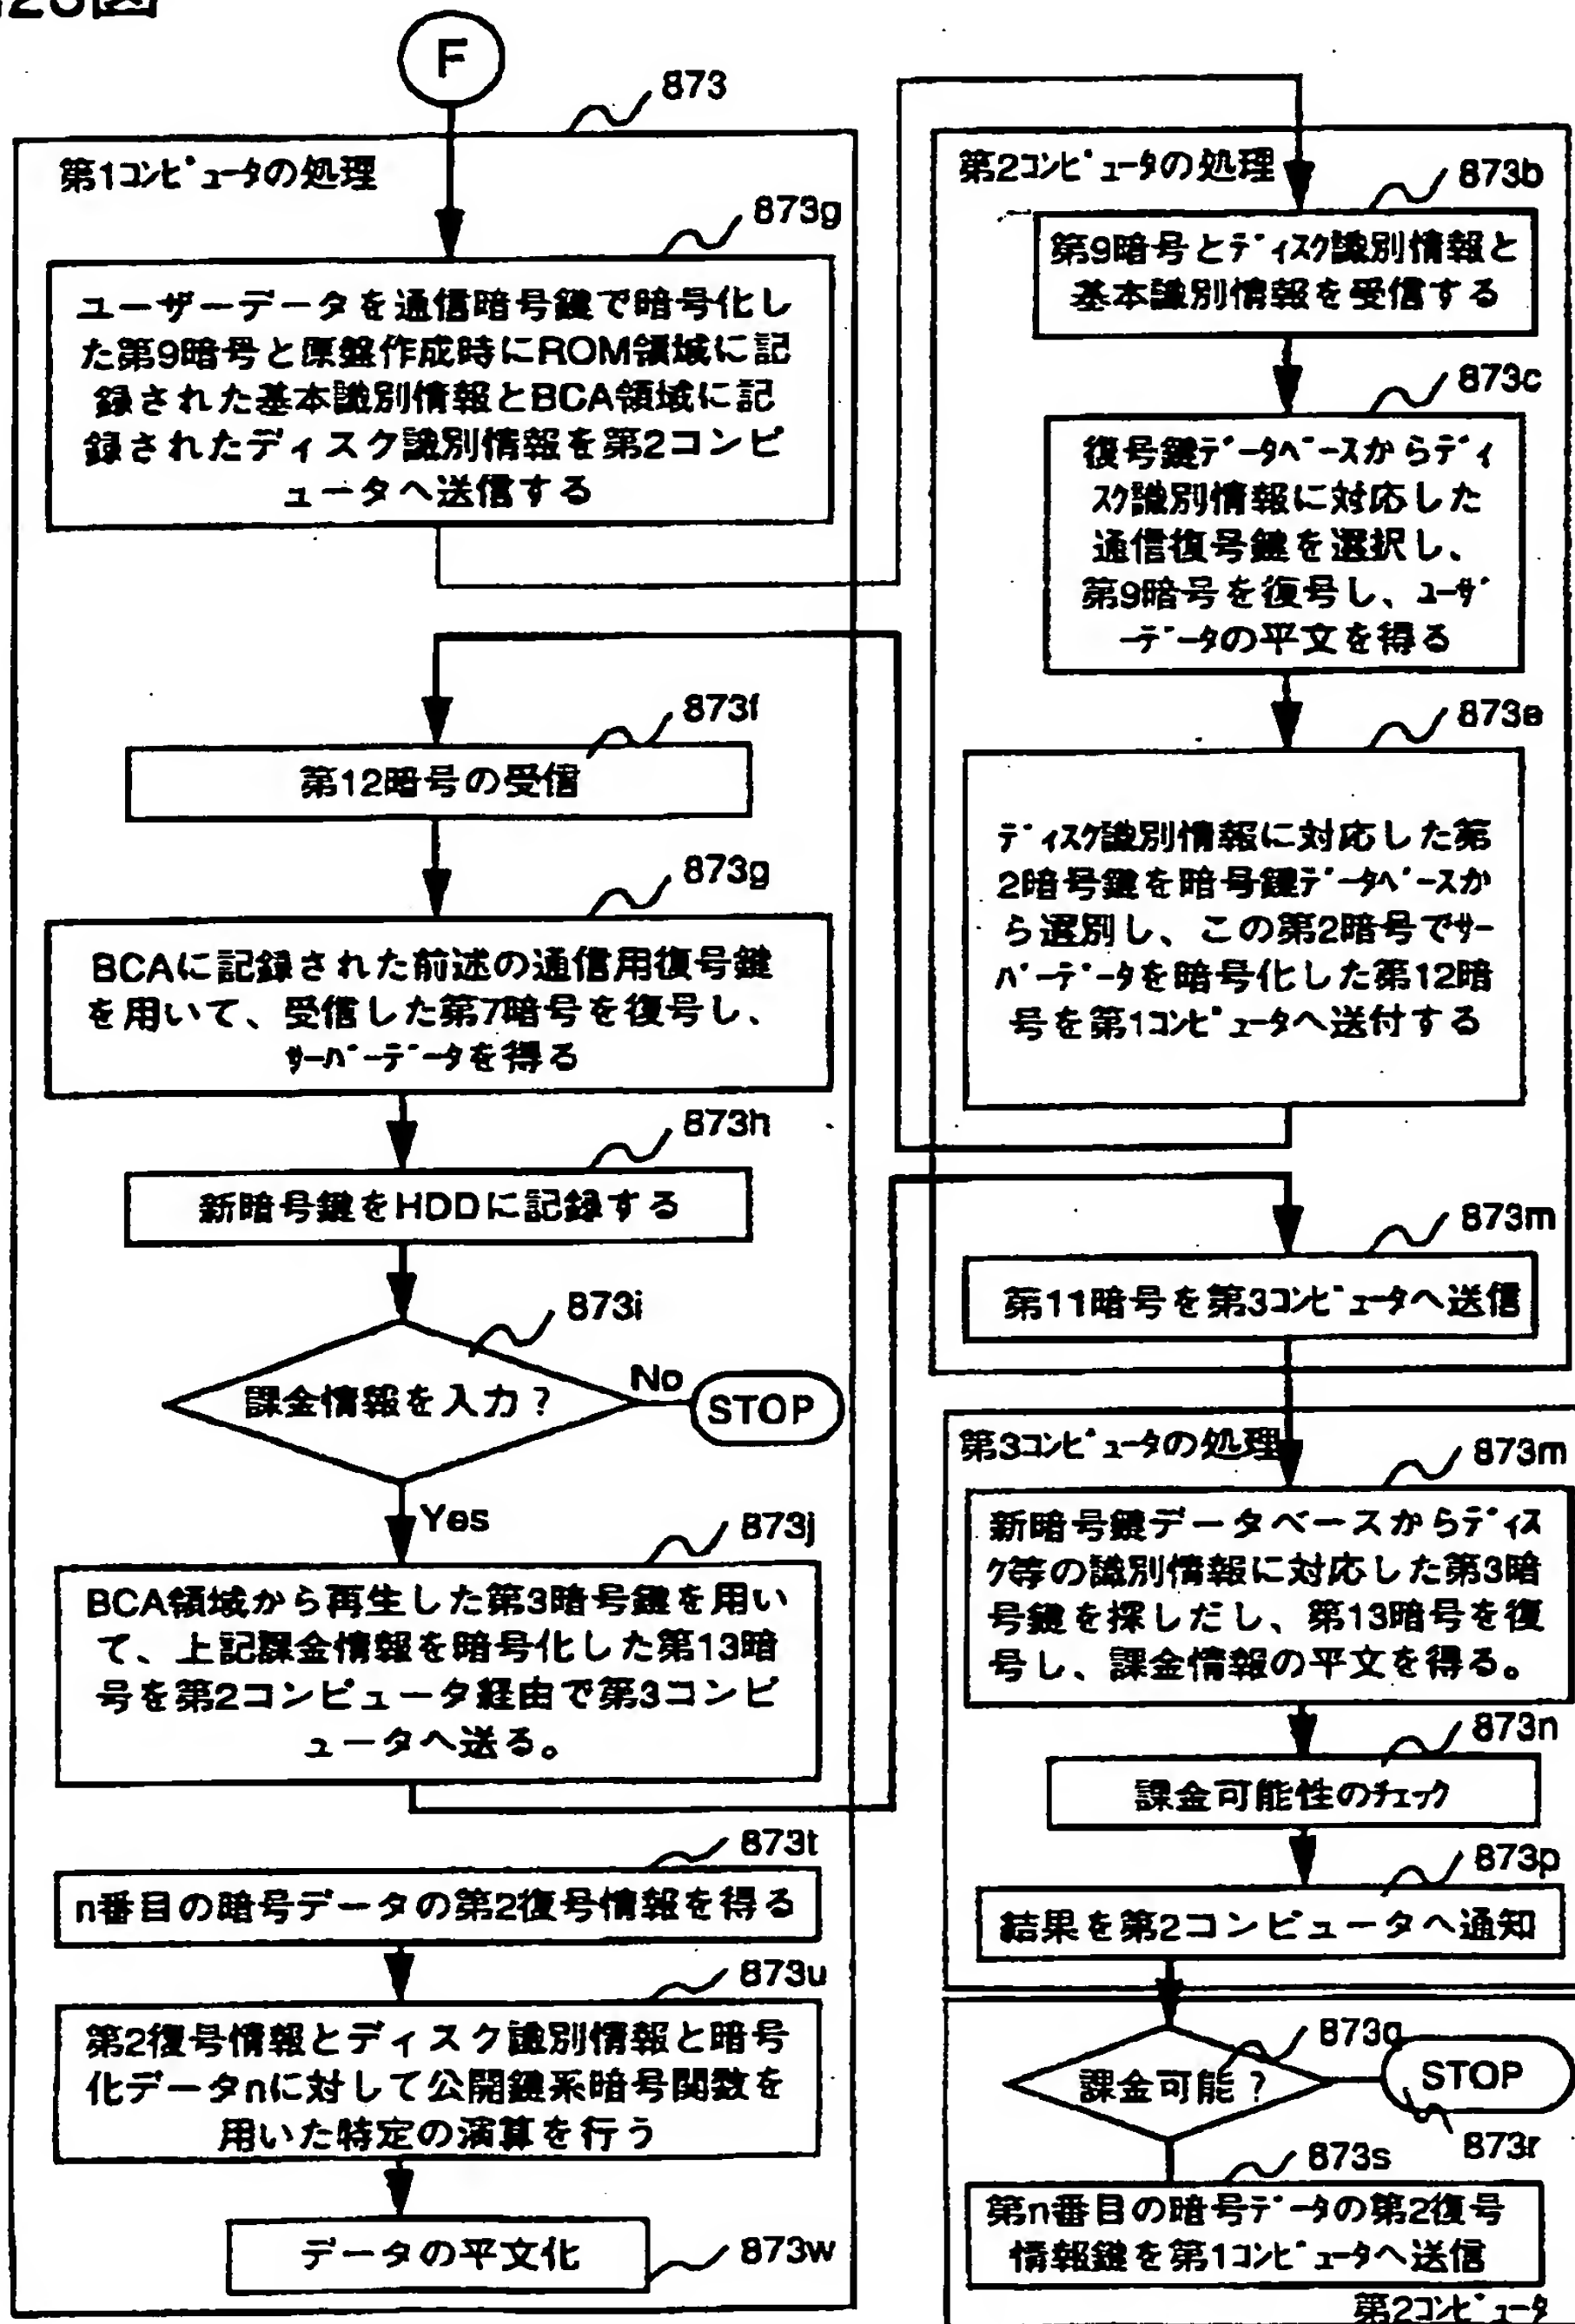 23図
F
873
第1コンピュータの処理
873g
ユーザーデータを通信暗号鍵で暗号化し
た第9暗号と原盤作成時にROM領域に記
録された基本識別情報とBCA領域に記
録されたディスク識別情報を第2コンピ
ュータへ送信する
873f
第12暗号の受信
873g
BCAに記録された前述の通信用復号鍵
を用いて、受信した第7暗号を復号し、
サーバーデータを得る
873h
新暗号鍵をHDDに記録する
873i
課金情報を入力?
No
STOP
Yes
873j
BCA領域から再生した第3暗号鍵を用い
て、上記課金情報を暗号化した第13暗
号を第2コンピュータ経由で第3コンピ
ュータへ送る。
873t
n番目の暗号データの第2復号情報を得る
873u
第2復号情報とディスク識別情報と暗号
化データnに対して公開鍵系暗号関数を
用いた特定の演算を行う
データの平文化
873w
第2コンピュータの処理
873b
第9暗号とディスク識別情報と
基本識別情報を受信する
873c
復号鍵データベースからディ
スク識別情報に対応した
通信復号鍵を選択し、
第9暗号を復号し、ユーザ
ーデータの平文を得る
873e
ディスク識別情報に対応した第
2暗号鍵を暗号鍵データベースか
ら選別し、この第2暗号でサー
バーデータを暗号化した第12暗
号を第1コンピュータへ送付する
873m
第11暗号を第3コンピュータへ送信
第3コンピュータの処理
873m
新暗号鍵データベースからディス
ク等の識別情報に対応した第3暗
号鍵を探しだし、第13暗号を復
号し、課金情報の平文を得る。
873n
課金可能性のチェック
873p
結果を第2コンピュータへ通知
873q
課金可能?
STOP
873r
873s
第n番目の暗号データの第2復号
情報鍵を第1コンピュータへ送信
第2コンピュータ